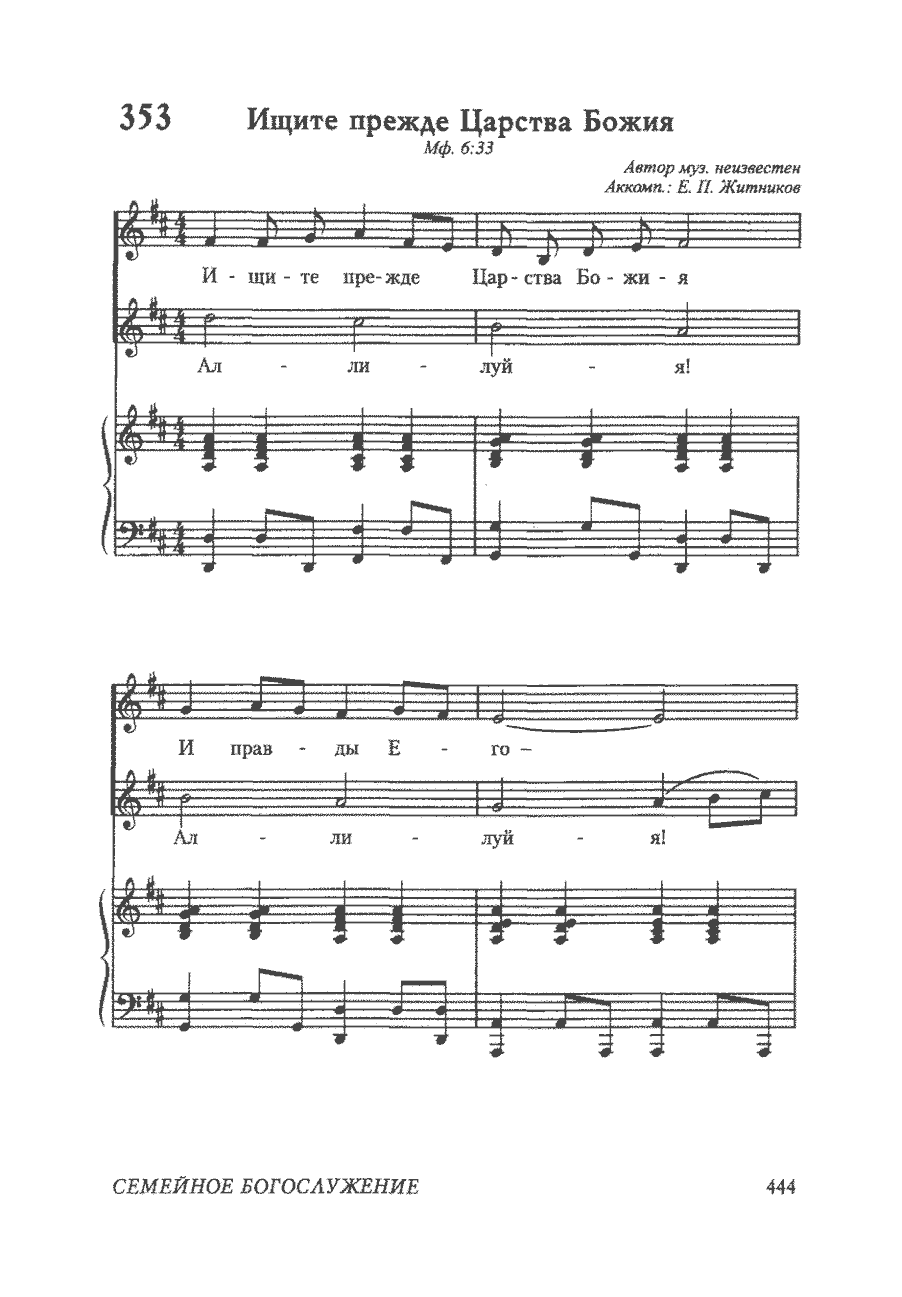 353 Ищите прежде Царства Божия
Мф. 6:33
Автор муз. неизвестен
Аккомп.: Е. П. Житников
И - щи - те пре- жде Цар - ства Бо - жи - я
Ал - ли - луй - я!
И прав - ды Е - го –
Ал - ли - луй - я!
СЕМЕЙНОЕ БОГОСЛУЖЕНИЕ 444